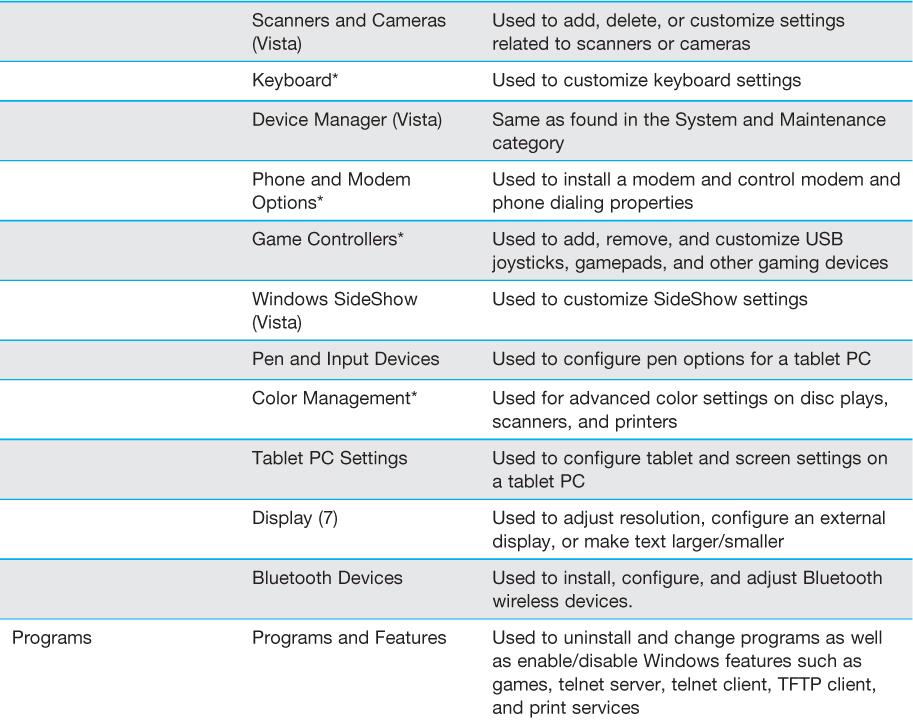 Scanners and Cameras (Vista)
Used to add, delete, or customize settings related to scanners or cameras
Keyboard*
Used to customize keyboard settings
Device Manager (Vista)
Same as found in the System and Maintenance category
Phone and Modem Options*
Used to install a modem and control modem and phone dialing properties
Game Controllers*
Used to add, remove, and customize USB joysticks, gamepads, and other gaming devices
Windows SideShow (Vista)
Used to customize SideShow settings
Pen and Input Devices
Used to configure pen options for a tablet PC
Color Management*
Used for advanced color settings on disc plays, scanners, and printers
Tablet PC Settings
Used to configure tablet and screen settings on a tablet PC
Display (7)
Used to adjust resolution, configure an external display, or make text larger/smaller
Bluetooth Devices
Used to install, configure, and adjust Bluetooth wireless devices.
Programs
Programs and Features
Used to uninstall and change programs as well as enable/disable Windows features such as games, telnet server, telnet client, TFTP client, and print services